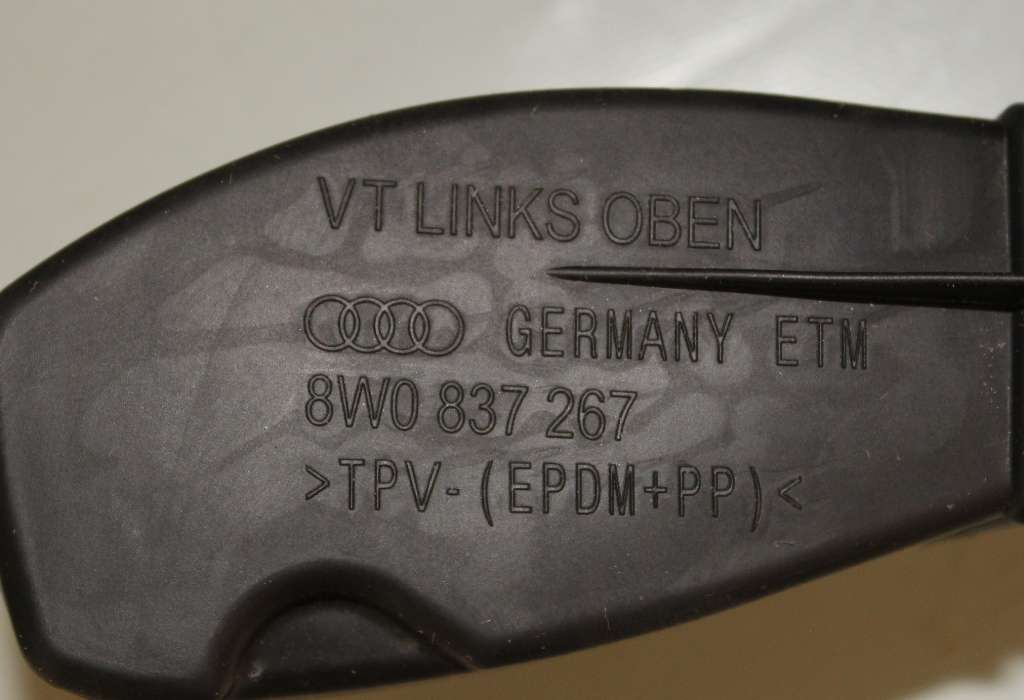 VT LINKS OBEN
GERMANY ETM
8W0 837 267
>TPV-(EPDM+PP)<